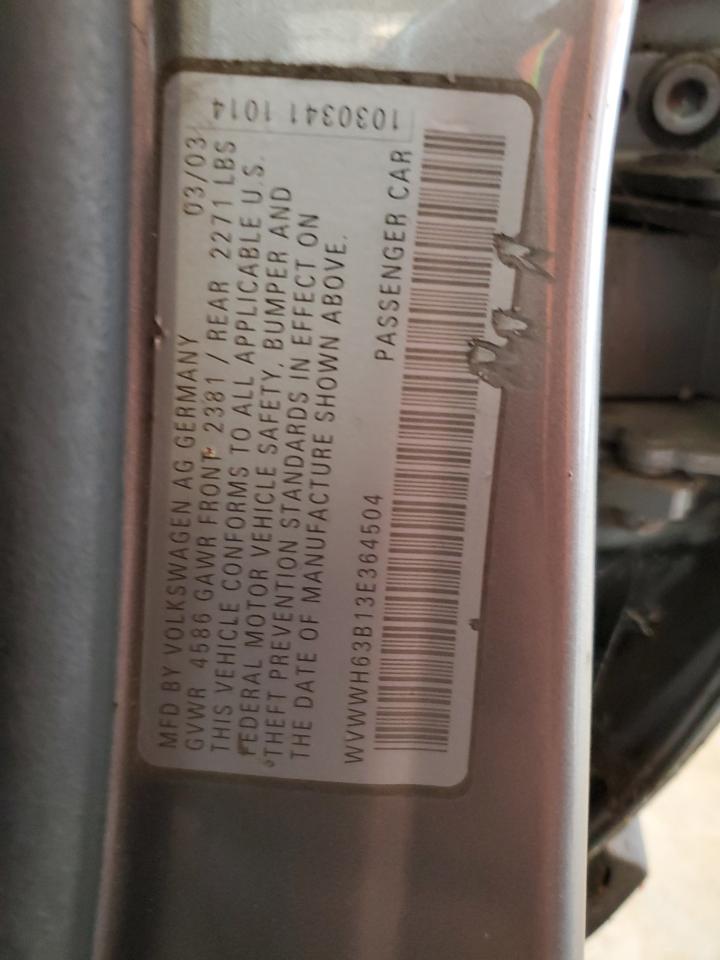 MFD BY VOLKSWAGEN AG GERMANY 03/03
GVWR 4586 GAWR FRONT 2381 / REAR 2271 LBS
THIS VEHICLE CONFORMS TO ALL APPLICABLE U.S.
FEDERAL MOTOR VEHICLE SAFETY, BUMPER AND
THEFT PREVENTION STANDARDS IN EFFECT ON
THE DATE OF MANUFACTURE SHOWN ABOVE.
WVWWH63B13E364504 PASSENGER CAR
1030341 1014